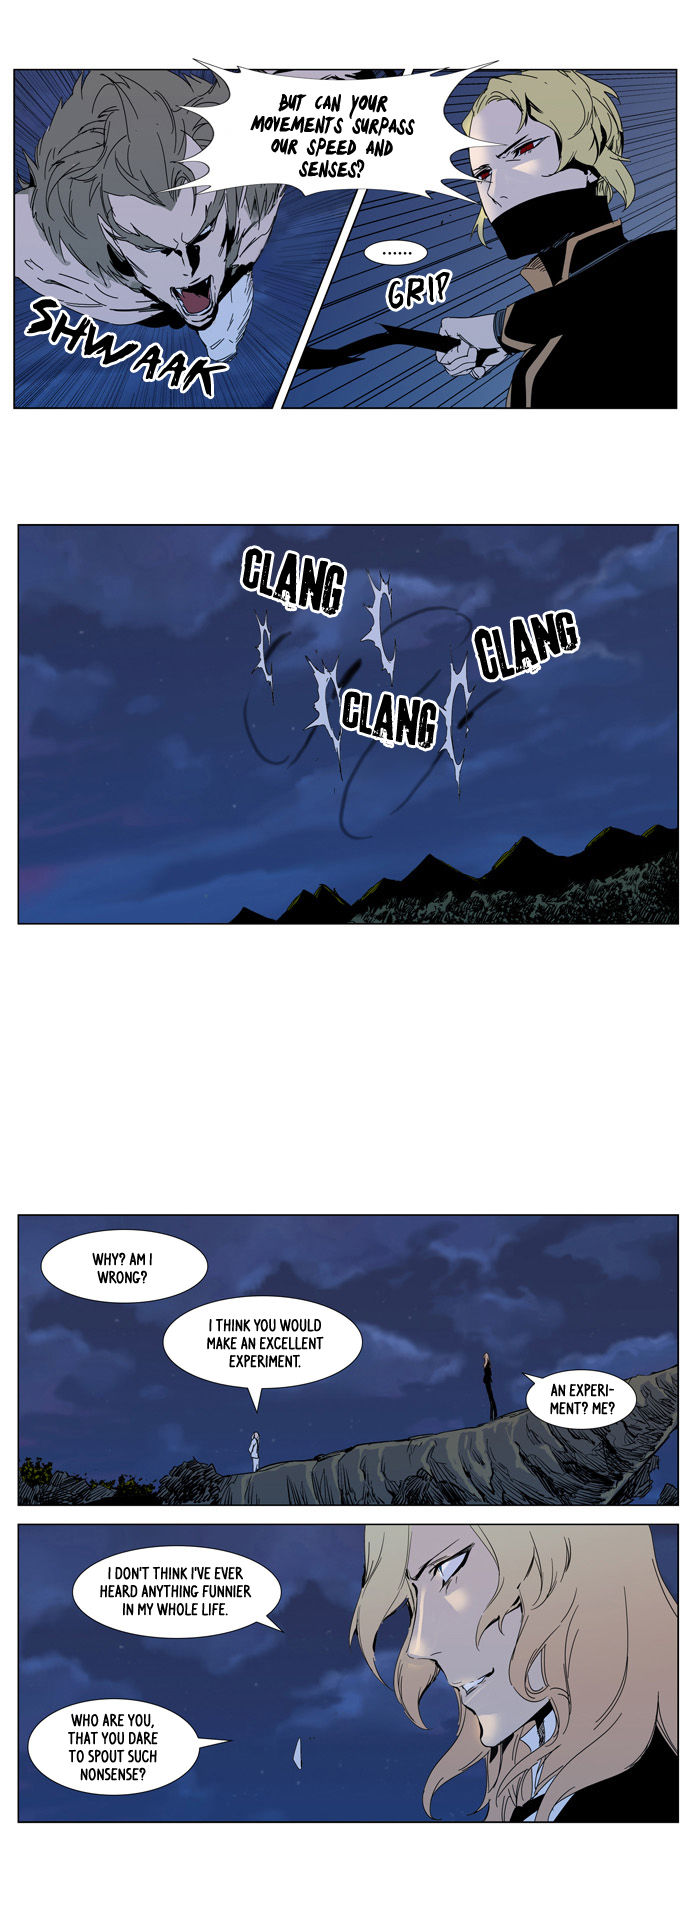 BUT CAN YOUR
MOVEMENTS SURPASS
OUR SPEED AND
SENSES?
......
GRIP
SHWAAK
CLANG
CLANG
CLANG
WHY? AM I
WRONG?
I THINK YOU WOULD
MAKE AN EXCELLENT
EXPERIMENT.
AN EXPERI-
MENT? ME?
I DON'T THINK I'VE EVER
HEARD ANYTHING FUNNIER
IN MY WHOLE LIFE.
WHO ARE YOU,
THAT YOU DARE
TO SPOUT SUCH
NONSENSE?